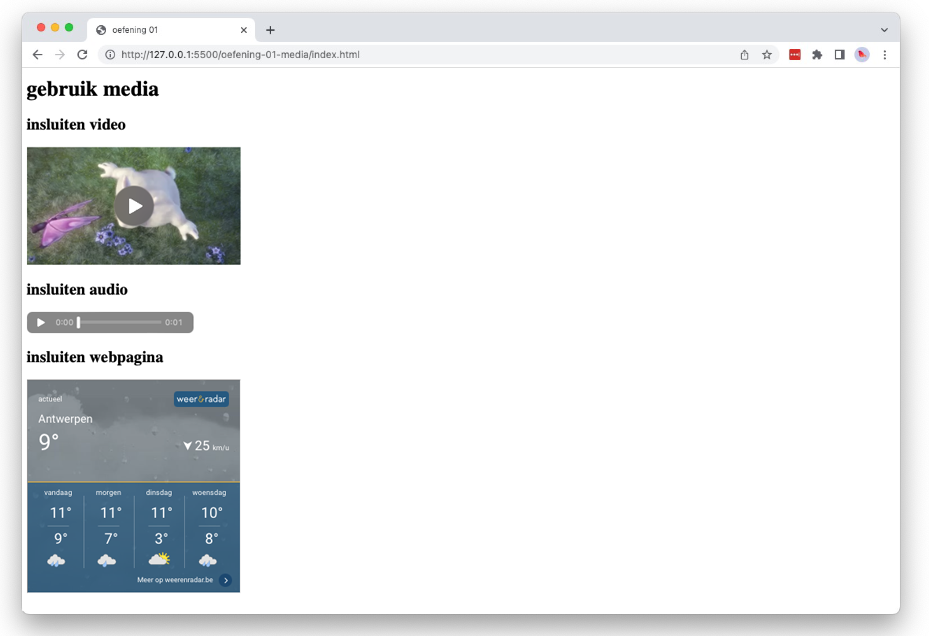 oefening 01
http://127.0.0.1:5500/oefening-01-media/index.html
gebruik media
insluiten video
insluiten audio
0:00 0:01
insluiten webpagina
actueel weer&radar
Antwerpen
9° 25 km/u
vandaag morgen dinsdag woensdag
11° 11° 11° 10°
9° 7° 3° 8°
Meer op weerenradar.be